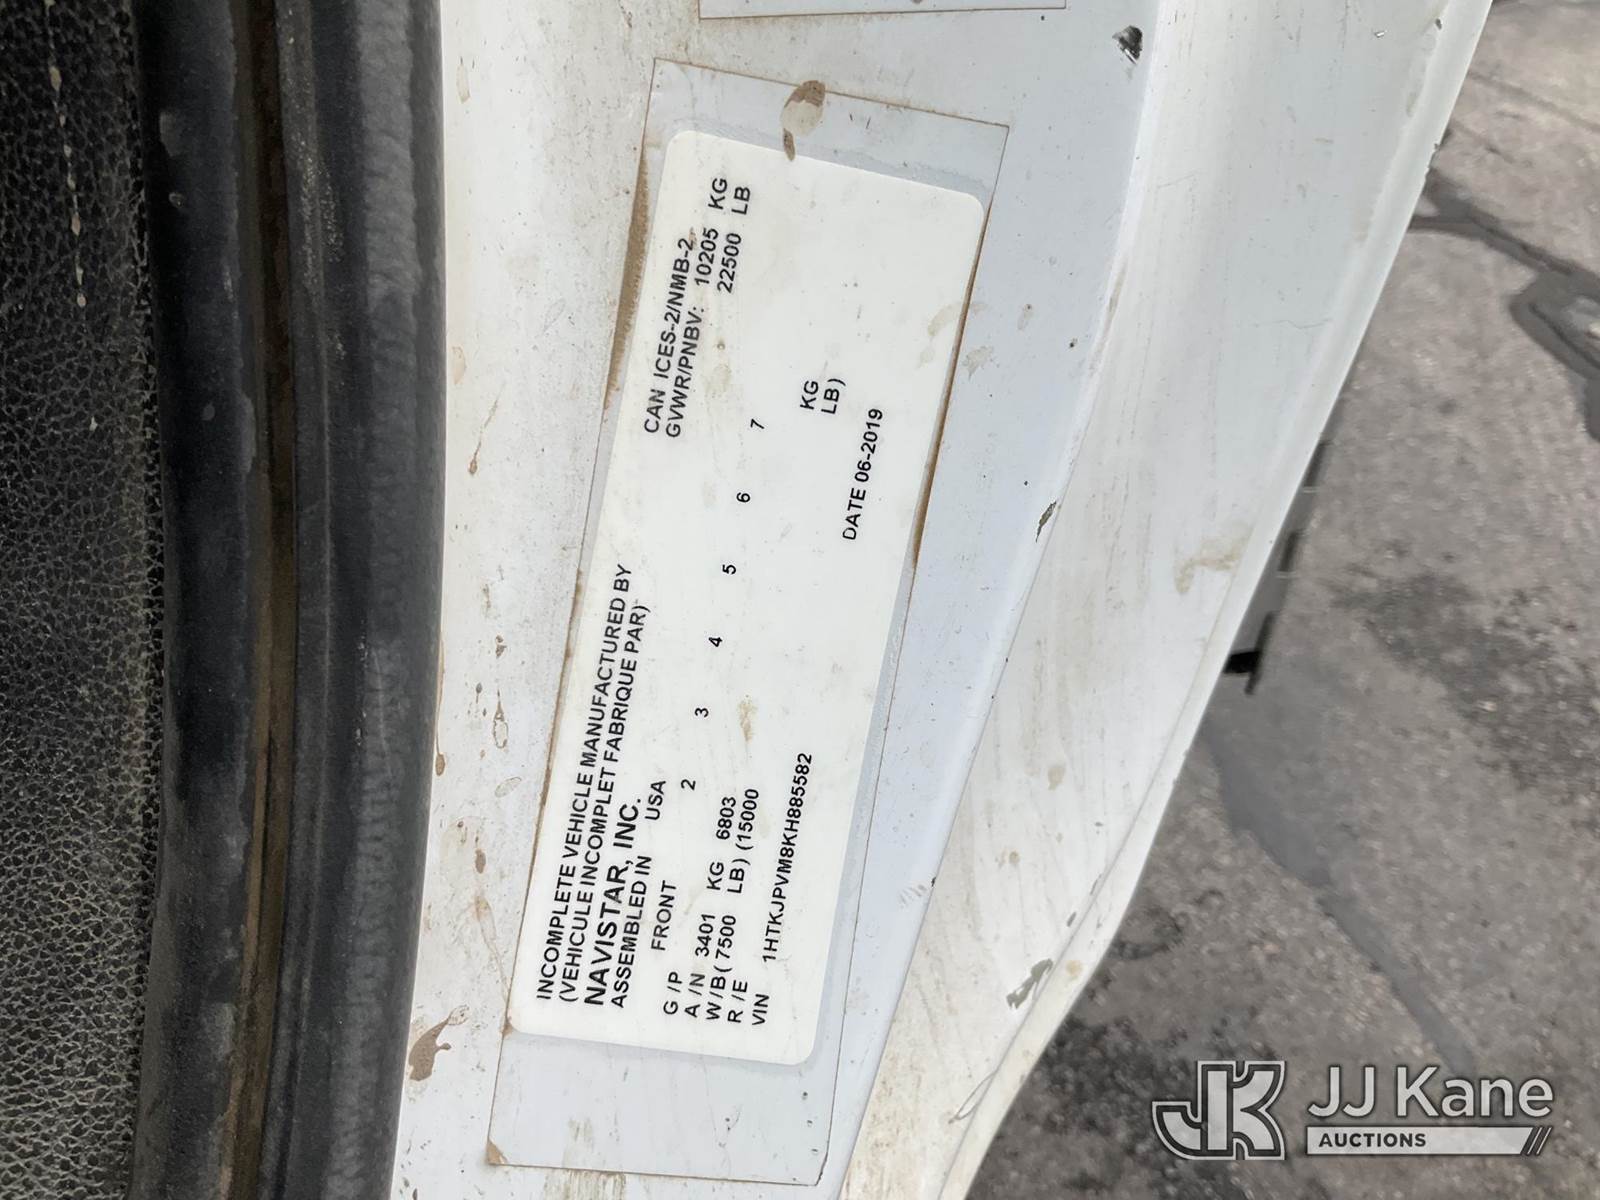 INCOMPLETE VEHICLE MANUFACTURED BY
(VEHICULE INCOMPLET FABRIQUE PAR)
NAVISTAR, INC.
ASSEMBLED IN USA
CAN ICES-2/NMB-2
GVWR/PNBV: 10205 KG
22500 LB
G/P FRONT 2 3 4 5 6 7
A/N 3401 KG 6803 KG
W/B (7500 LB) (15000 LB)
R/E
VIN 1HTKJPVM8KH885582 DATE 06-2019
JK JJ Kane
AUCTIONS